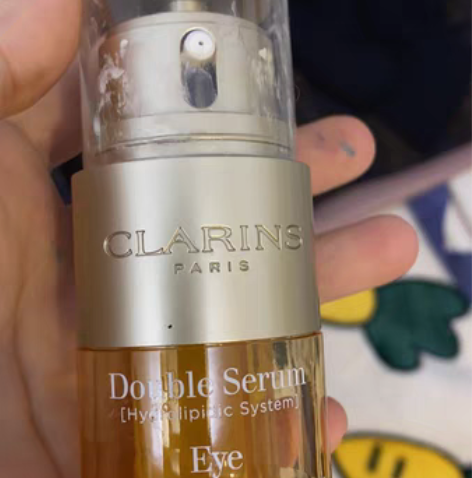 CLARINS
PARIS
Double Serum
[Hydrolipidic System]
Eye